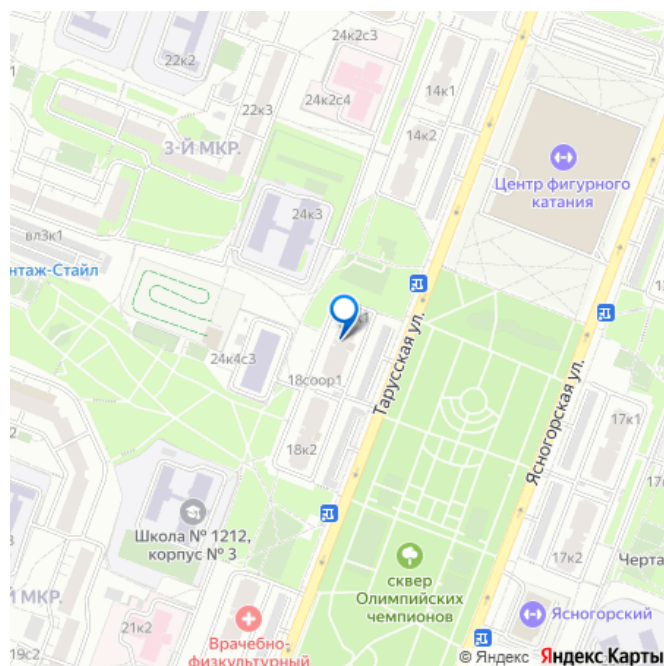 24к2с3
22к2
24к2с4
14к1
22к3
14к2
3-Й МКР.
Центр фигурного
катания
24к3
вл3к1
нтаж-Стайл
24к4с3
18соор1
Тарусская ул.
Ясногорская ул.
17к1
18к2
Школа № 1212,
корпус № 3
сквер
Олимпийских
чемпионов
17к2
Черта
Й МКР.
21к2
19с2
Врачебно-
физкультурный
Ясногорский
© Яндекс Яндекс Карты